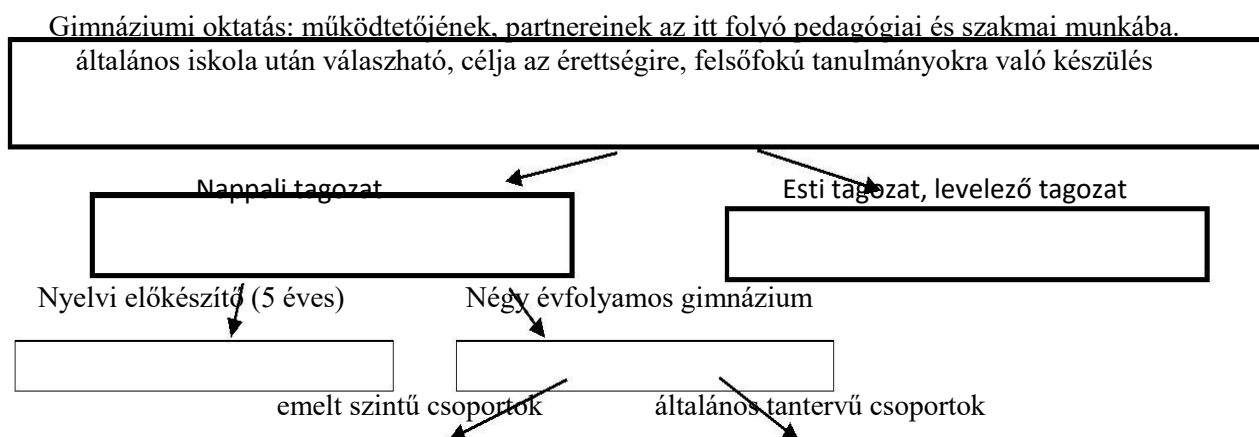 Gimnáziumi oktatás: működtetőjének, partnereinek az itt folyó pedagógiai és szakmai munkába.
általános iskola után válaszható, célja az érettségire, felsőfokú tanulmányokra való készülés
Nappali tagozat
Esti tagozat, levelező tagozat
Nyelvi előkészítő (5 éves)
Négy évfolyamos gimnázium
emelt szintű csoportok
általános tantervű csoportok